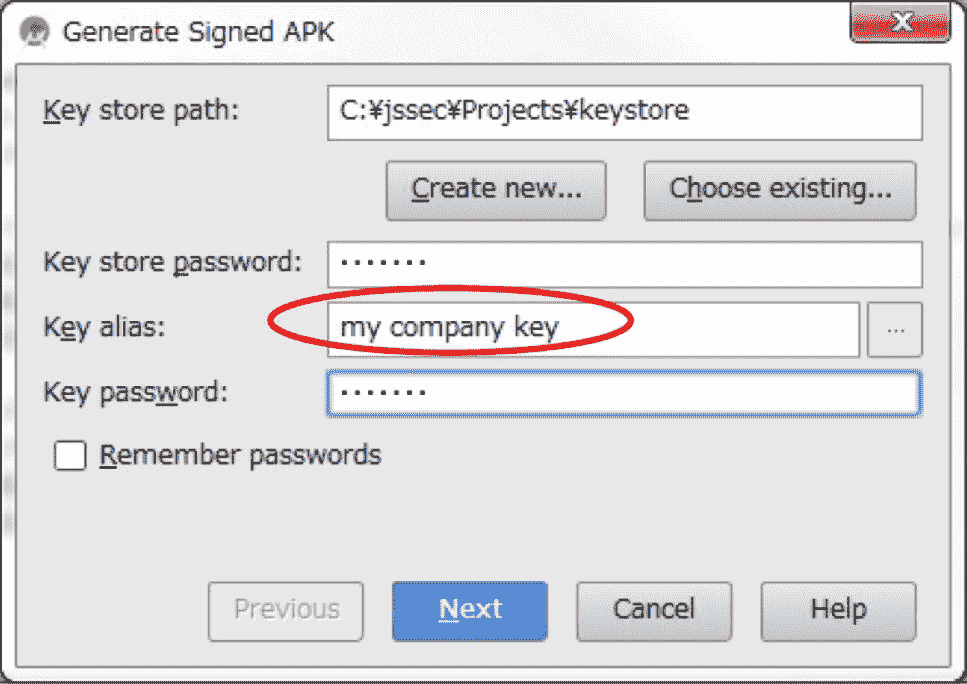 Generate Signed APK
Key store path: C:¥jssec¥Projects¥keystore
Create new... Choose existing...
Key store password: •••••••
Key alias: my company key ...
Key password: •••••••
Remember passwords
Previous Next Cancel Help